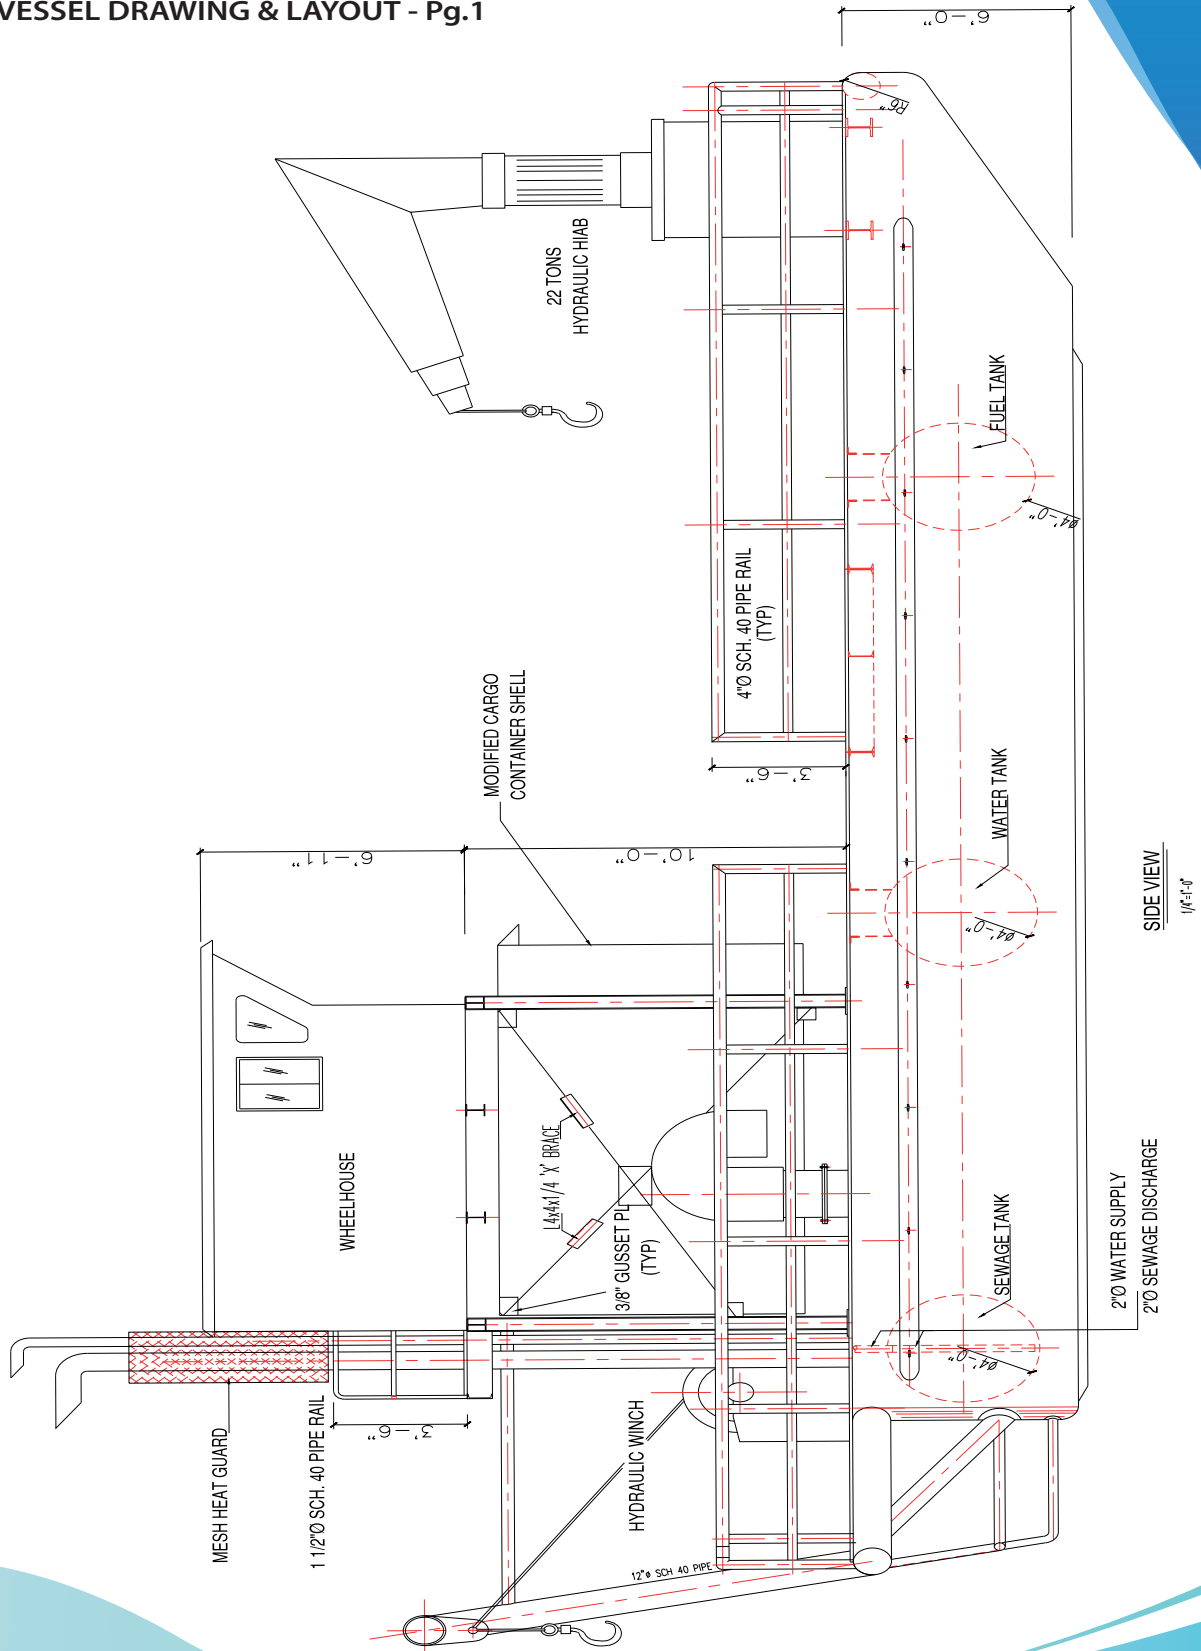 VESSEL DRAWING & LAYOUT - Pg.1
6'-0"
R6"
22 TONS
HYDRAULIC HIAB
FUEL TANK
Ø4'-0"
4"Ø SCH. 40 PIPE RAIL
(TYP)
MODIFIED CARGO
CONTAINER SHELL
3'-6"
6'-11"
10'-0"
WATER TANK
Ø4'-0"
SIDE VIEW
1/4"=1'-0"
WHEELHOUSE
L4x4x1/4 'X' BRACE
3/8" GUSSET PL
(TYP)
SEWAGE TANK
Ø4'-0"
2"Ø WATER SUPPLY
2"Ø SEWAGE DISCHARGE
MESH HEAT GUARD
1 1/2"Ø SCH. 40 PIPE RAIL
3'-6"
HYDRAULIC WINCH
12"Ø SCH 40 PIPE